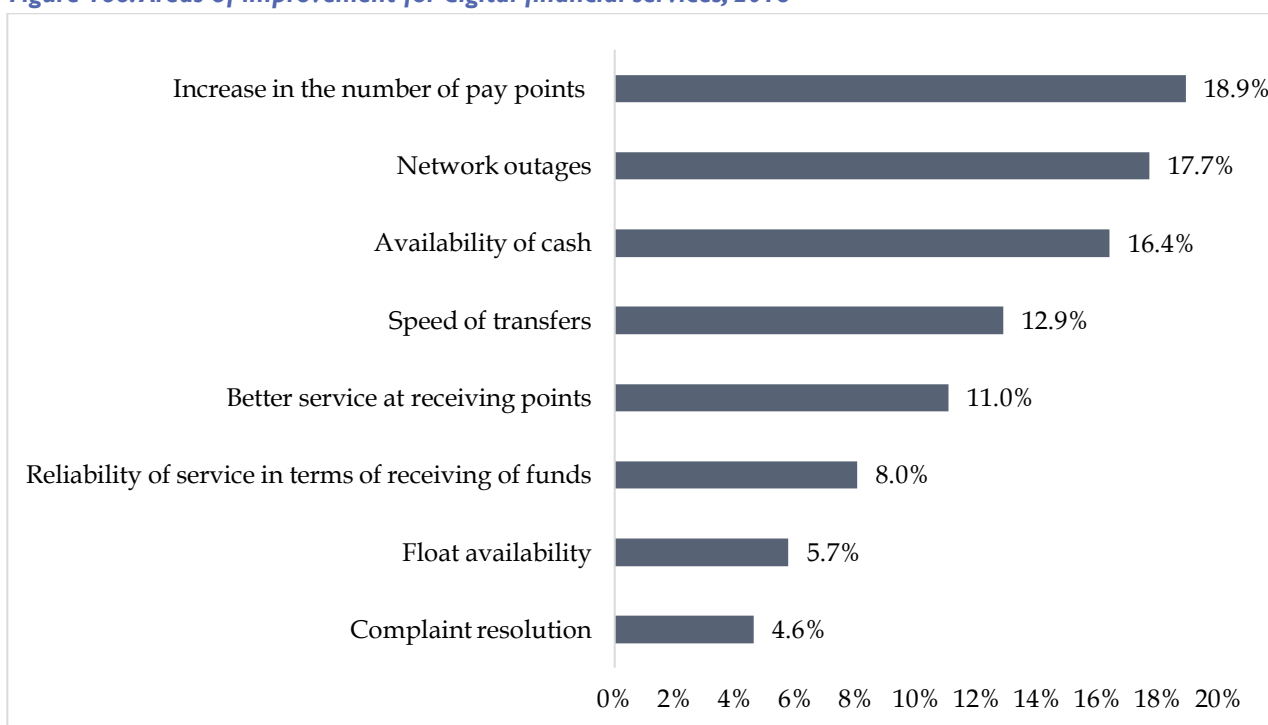 Increase in the number of pay points 18.9%
Network outages 17.7%
Availability of cash 16.4%
Speed of transfers 12.9%
Better service at receiving points 11.0%
Reliability of service in terms of receiving of funds 8.0%
Float availability 5.7%
Complaint resolution 4.6%
0% 2% 4% 6% 8% 10% 12% 14% 16% 18% 20%